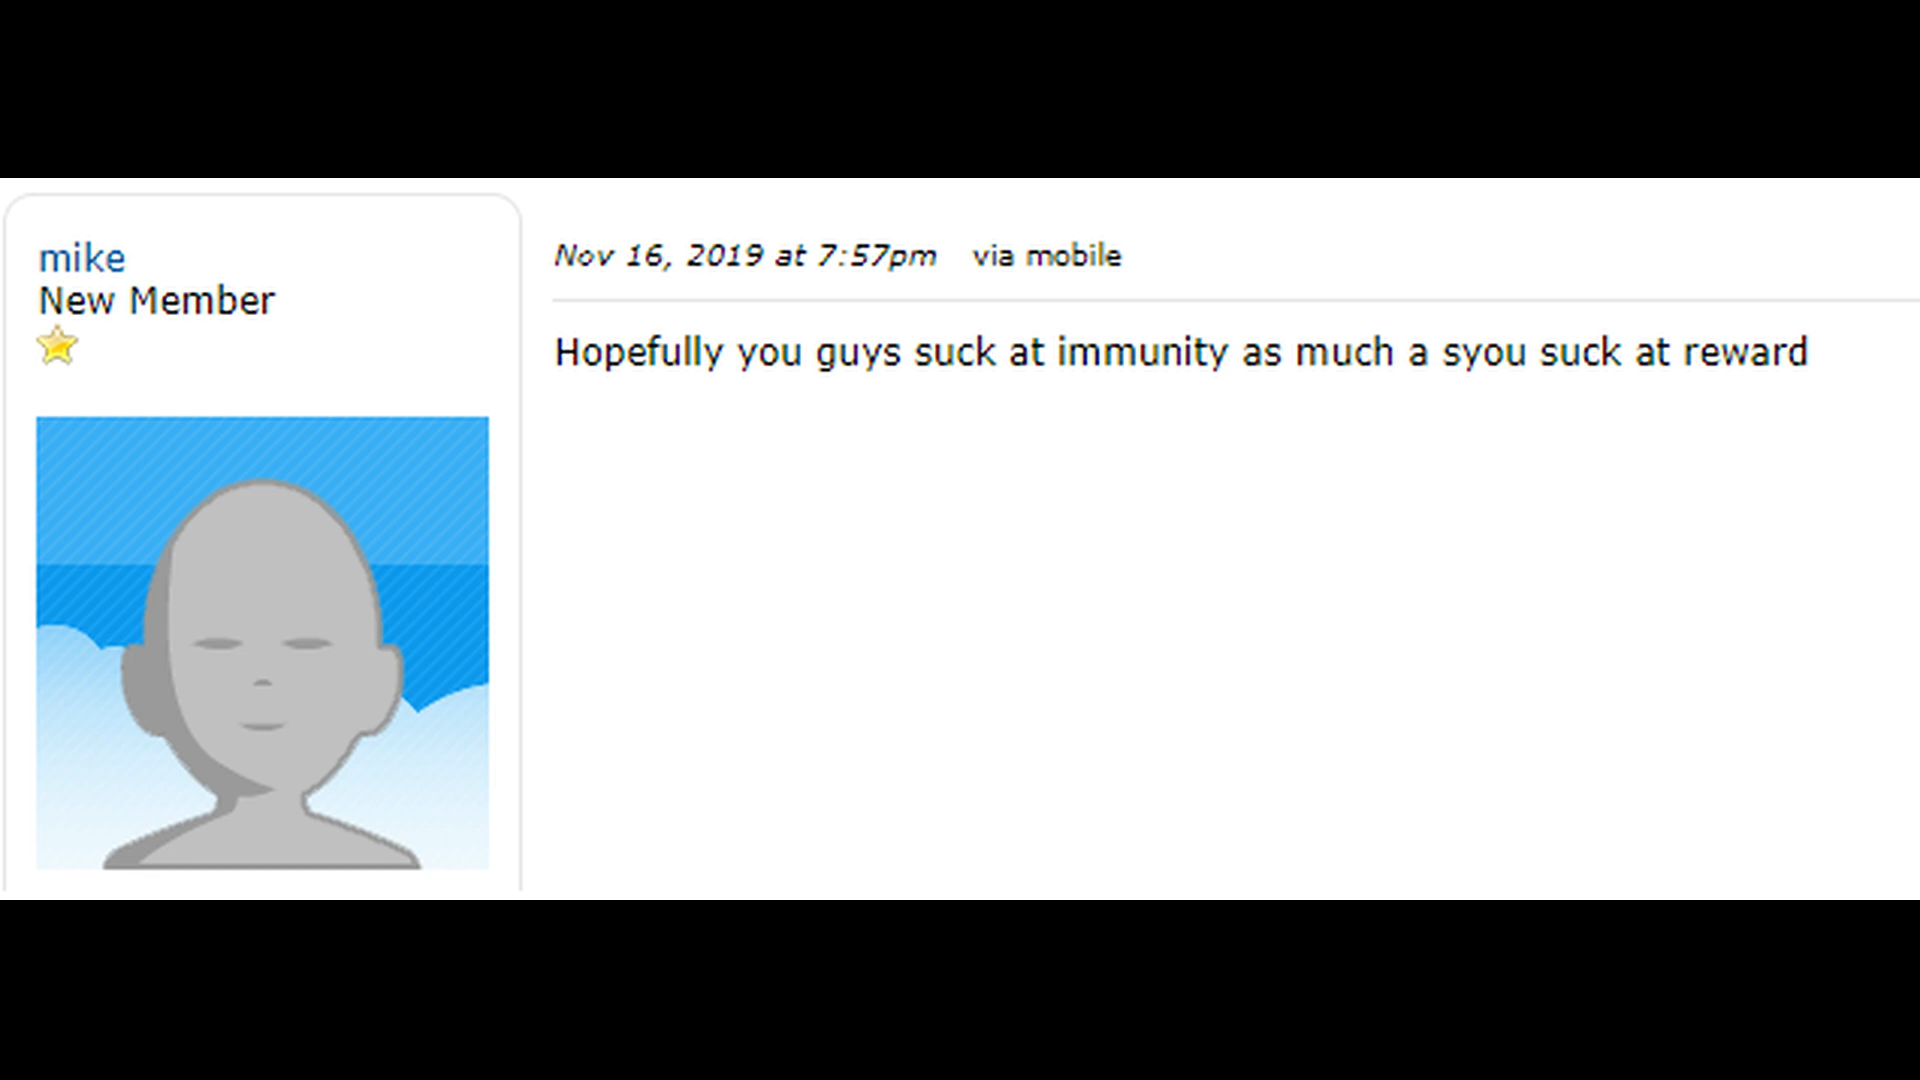 mike
New Member
Nov 16, 2019 at 7:57pm via mobile
Hopefully you guys suck at immunity as much a syou suck at reward